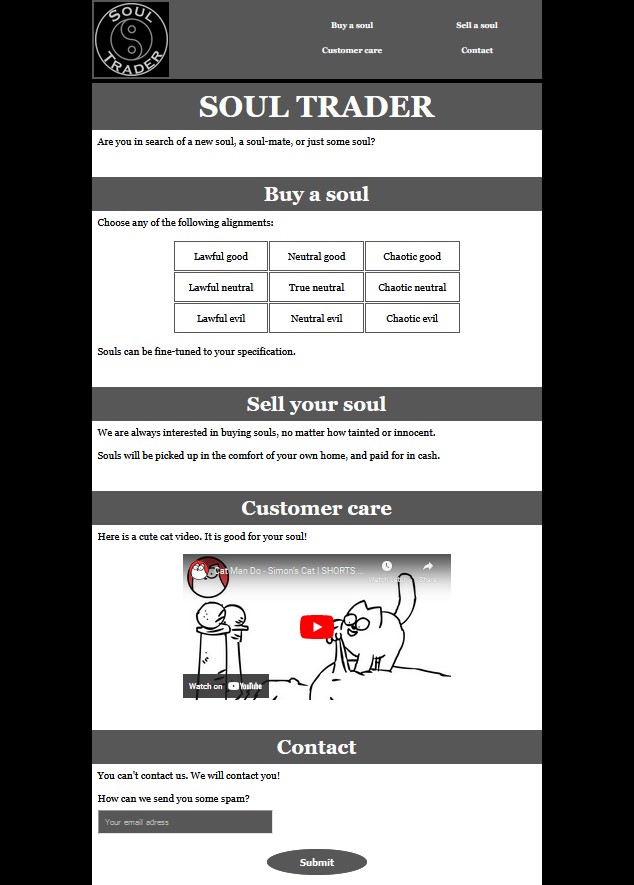 SOUL
TRADER
Buy a soul
Sell a soul
Customer care
Contact
SOUL TRADER
Are you in search of a new soul, a soul-mate, or just some soul?
Buy a soul
Choose any of the following alignments:
Lawful good
Neutral good
Chaotic good
Lawful neutral
True neutral
Chaotic neutral
Lawful evil
Neutral evil
Chaotic evil
Souls can be fine-tuned to your specification.
Sell your soul
We are always interested in buying souls, no matter how tainted or innocent.
Souls will be picked up in the comfort of your own home, and paid for in cash.
Customer care
Here is a cute cat video. It is good for your soul!
Cat Man Do - Simon's Cat | SHORTS ...
Share
Watch on YouTube
Contact
You can't contact us. We will contact you!
How can we send you some spam?
Your email adress
Submit